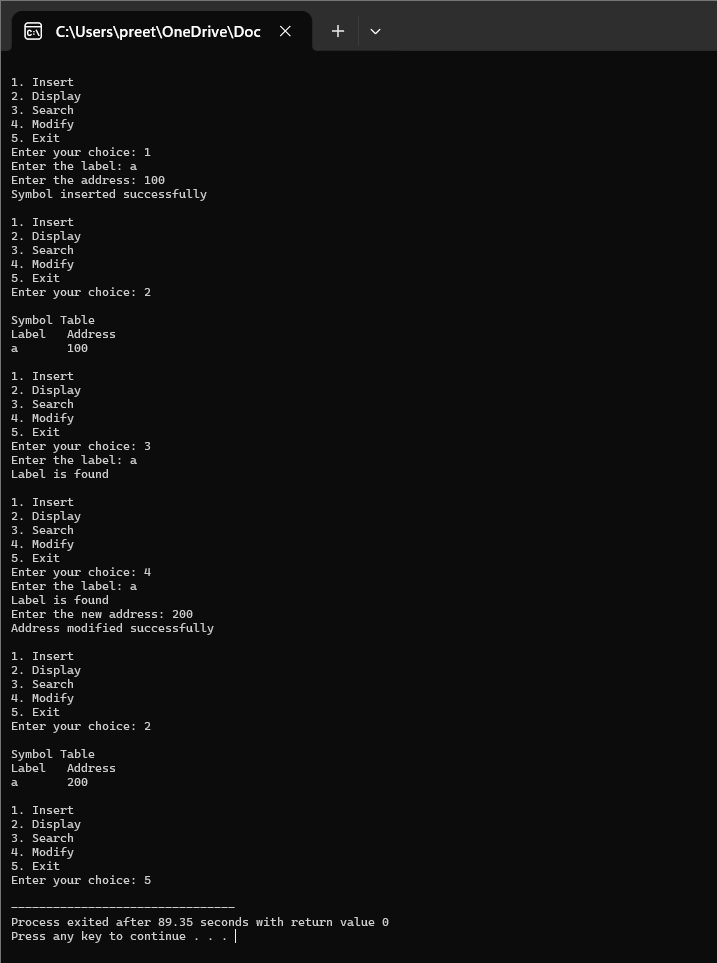 C:\Users\preet\OneDrive\Doc
1. Insert
2. Display
3. Search
4. Modify
5. Exit
Enter your choice: 1
Enter the label: a
Enter the address: 100
Symbol inserted successfully
1. Insert
2. Display
3. Search
4. Modify
5. Exit
Enter your choice: 2
Symbol Table
Label   Address
a       100
1. Insert
2. Display
3. Search
4. Modify
5. Exit
Enter your choice: 3
Enter the label: a
Label is found
1. Insert
2. Display
3. Search
4. Modify
5. Exit
Enter your choice: 4
Enter the label: a
Label is found
Enter the new address: 200
Address modified successfully
1. Insert
2. Display
3. Search
4. Modify
5. Exit
Enter your choice: 2
Symbol Table
Label   Address
a       200
1. Insert
2. Display
3. Search
4. Modify
5. Exit
Enter your choice: 5
--------------------------------
Process exited after 89.35 seconds with return value 0
Press any key to continue . . .